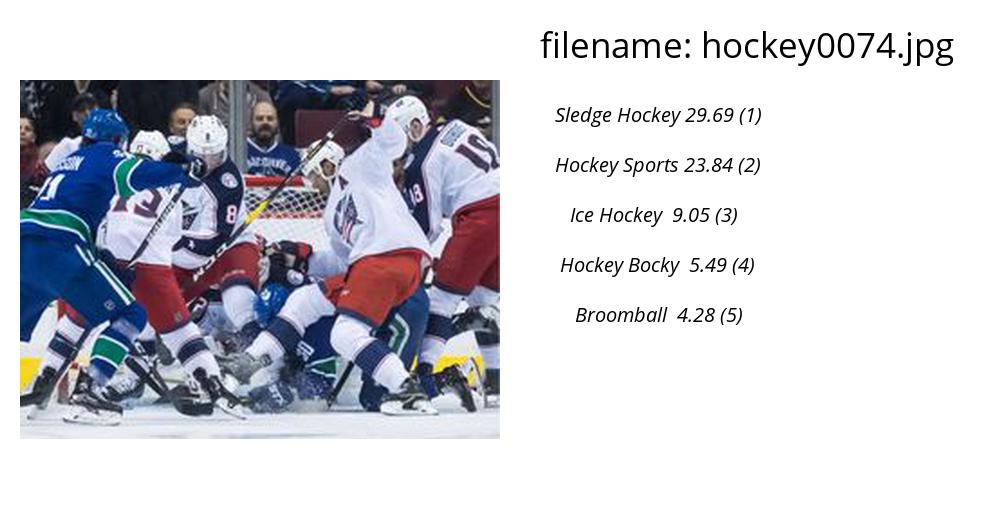 filename: hockey0074.jpg
Sledge Hockey 29.69 (1)
Hockey Sports 23.84 (2)
Ice Hockey 9.05 (3)
Hockey Bocky 5.49 (4)
Broomball 4.28 (5)
8